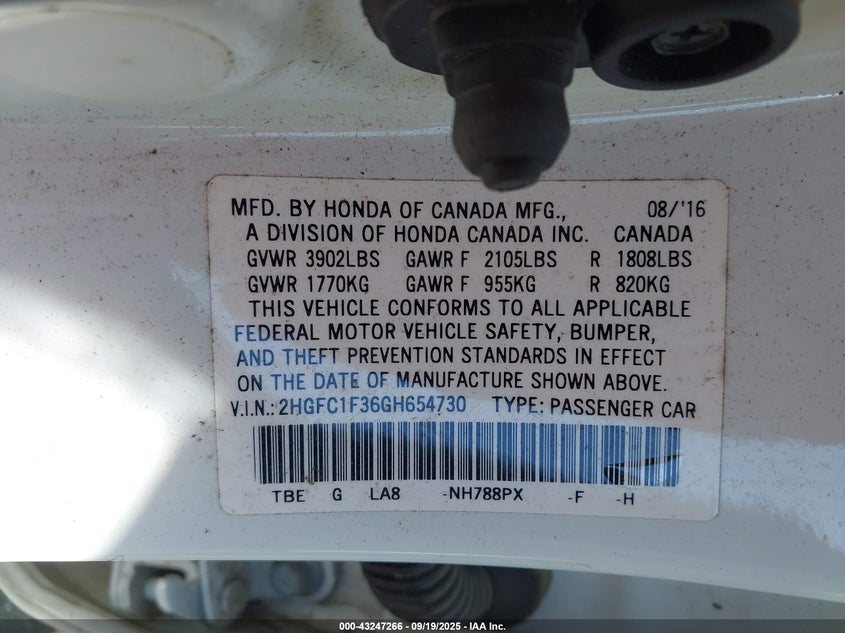 MFD. BY HONDA OF CANADA MFG., 08/'16
A DIVISION OF HONDA CANADA INC. CANADA
GVWR 3902LBS GAWR F 2105LBS R 1808LBS
GVWR 1770KG GAWR F 955KG R 820KG
THIS VEHICLE CONFORMS TO ALL APPLICABLE
FEDERAL MOTOR VEHICLE SAFETY, BUMPER,
AND THEFT PREVENTION STANDARDS IN EFFECT
ON THE DATE OF MANUFACTURE SHOWN ABOVE.
V.I.N.: 2HGFC1F36GH654730 TYPE: PASSENGER CAR
TBE G LA8 -NH788PX -F -H
000-43247266 - 09/19/2025 - IAA Inc.